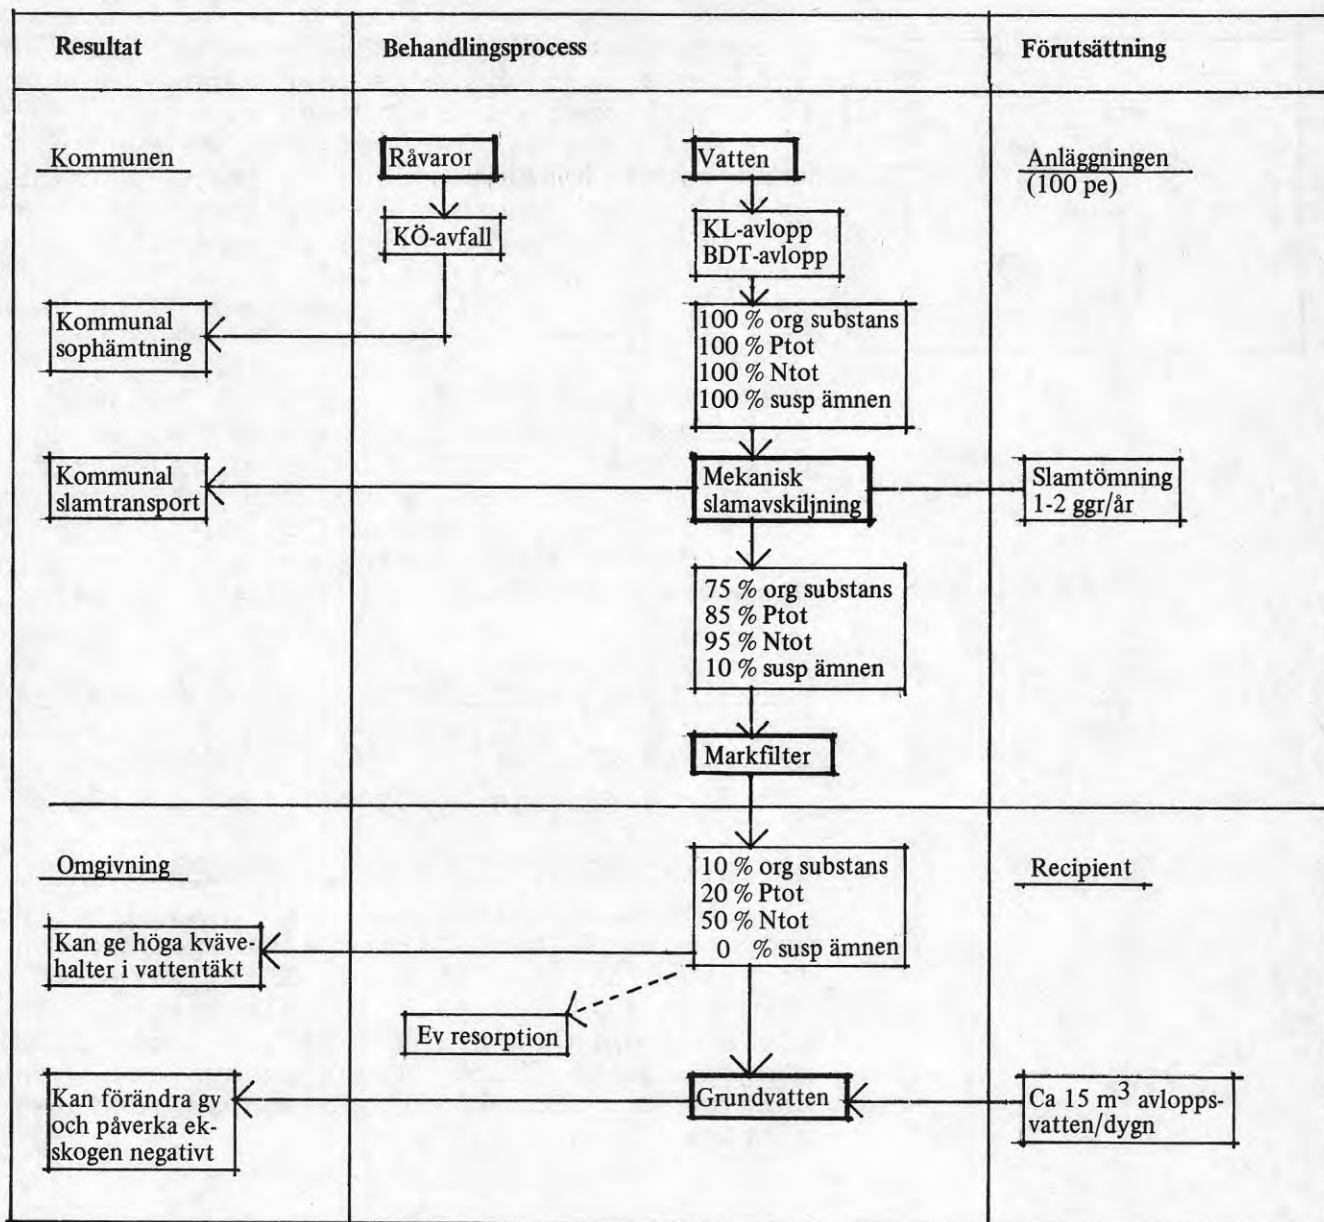 Resultat
Behandlingsprocess
Förutsättning
Kommunen
Råvaror
Vatten
Anläggningen
(100 pe)
KÖ-avfall
KL-avlopp
BDT-avlopp
Kommunal
sophämtning
100 % org substans
100 % Ptot
100 % Ntot
100 % susp ämnen
Kommunal
slamtransport
Mekanisk
slamavskiljning
Slamtömning
1-2 ggr/år
75 % org substans
85 % Ptot
95 % Ntot
10 % susp ämnen
Markfilter
Omgivning
10 % org substans
20 % Ptot
50 % Ntot
0 % susp ämnen
Recipient
Kan ge höga kväve-
halter i vattentäkt
Ev resorption
Kan förändra gv
och påverka ek-
skogen negativt
Grundvatten
Ca 15 m³ avlopps-
vatten/dygn